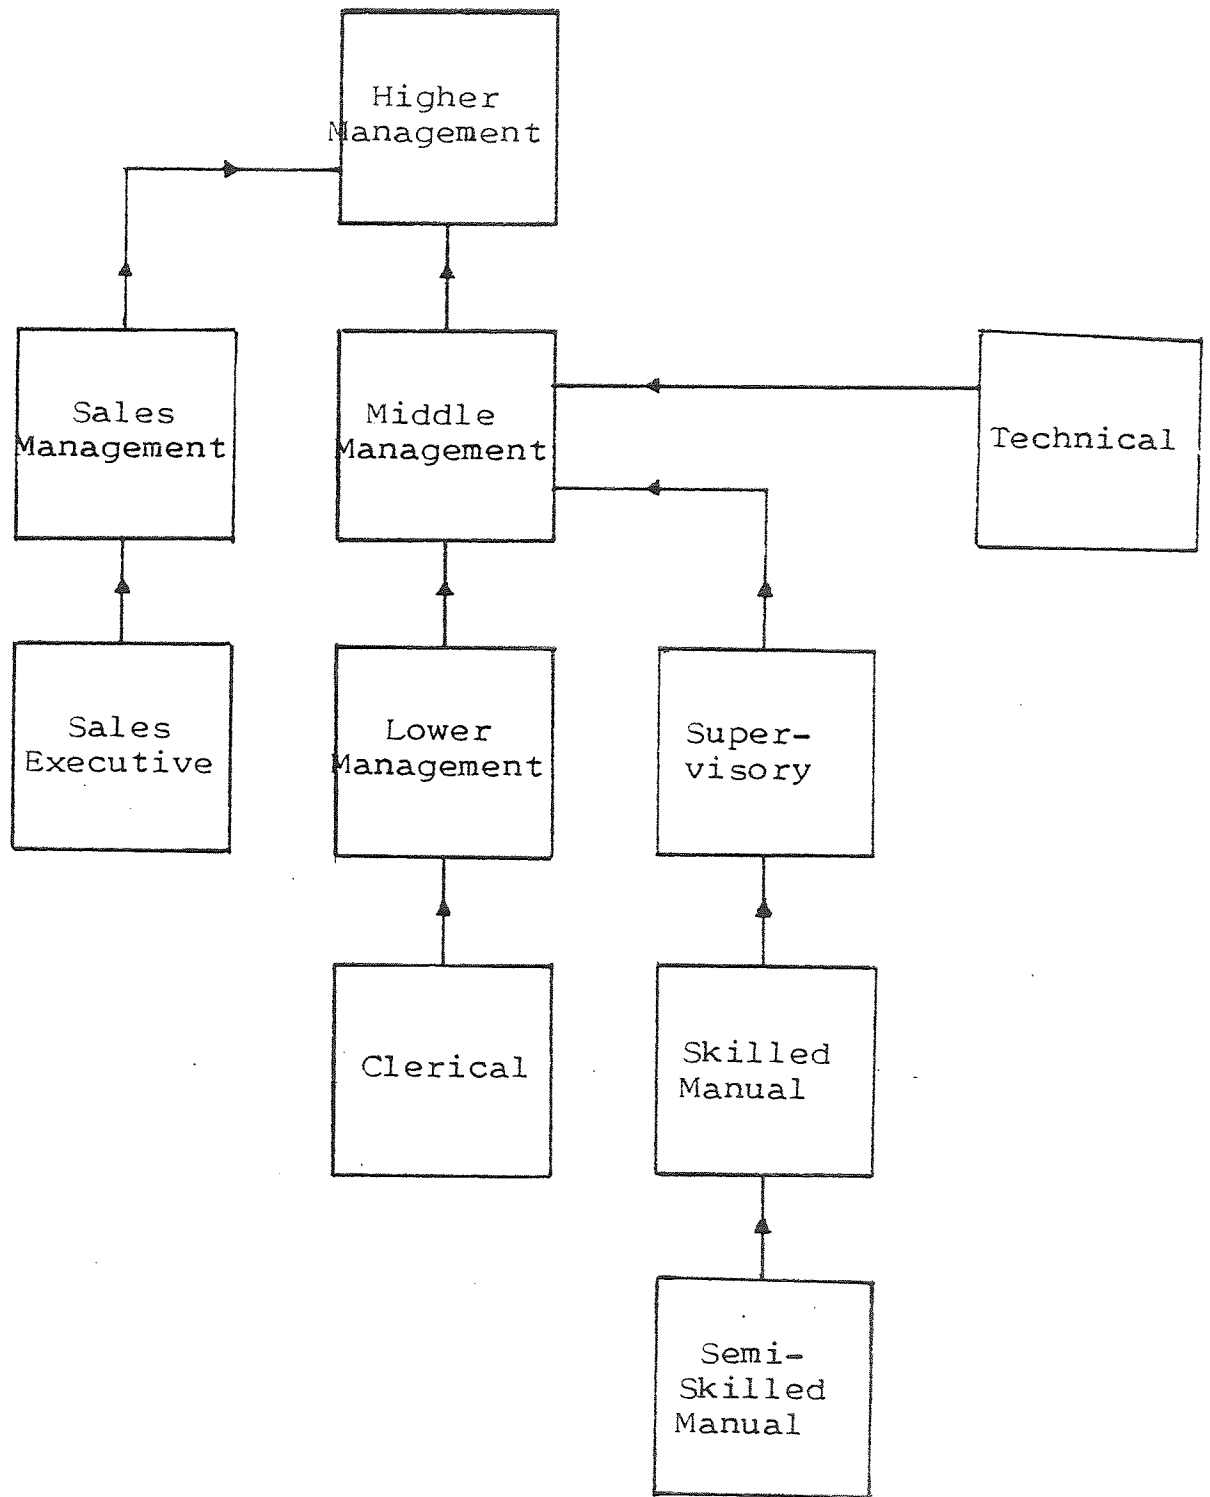 Higher
Management
Sales
Management
Middle
Management
Technical
Sales
Executive
Lower
Management
Super-
visory
Clerical
Skilled
Manual
Semi-
Skilled
Manual